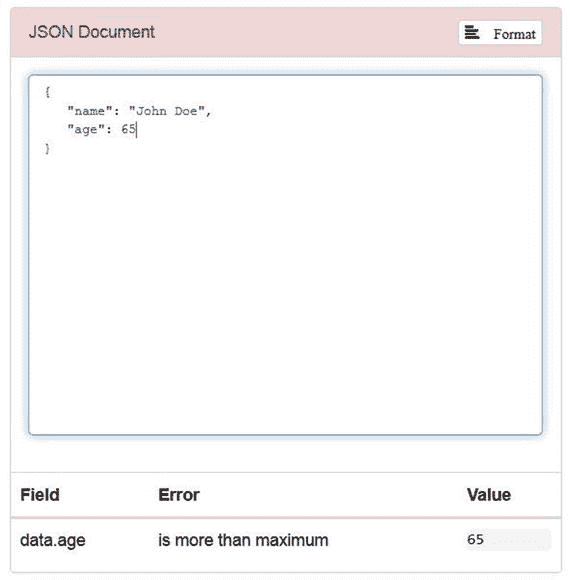 JSON Document
Format
{
"name": "John Doe",
"age": 65
}
Field Error Value
data.age is more than maximum 65